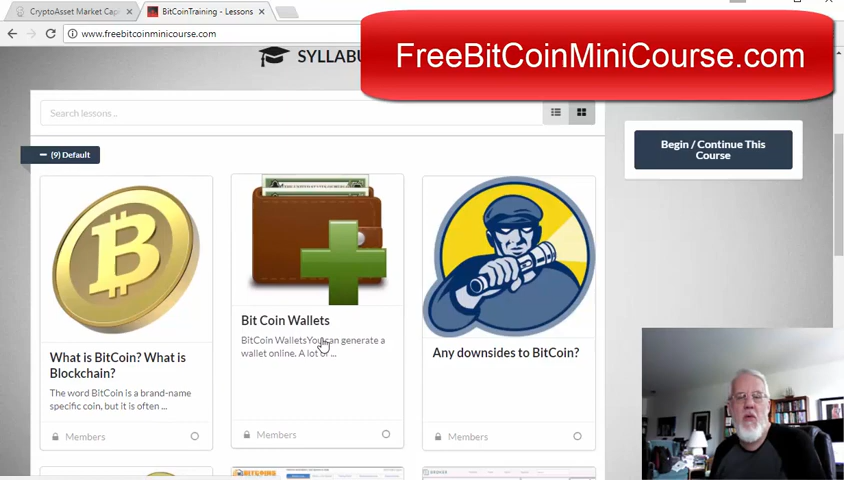 CryptoAsset Market Cap
BitCoinTraining - Lessons
www.freebitcoinminicourse.com
FreeBitCoinMiniCourse.com
SYLLABU
Search lessons ..
(9) Default
Begin / Continue This
Course
What is BitCoin? What is
Blockchain?
The word BitCoin is a brand-name
specific coin, but it is often ...
Members
Bit Coin Wallets
BitCoin WalletsYou can generate a
wallet online. A lot of ...
Members
Any downsides to BitCoin?
Members